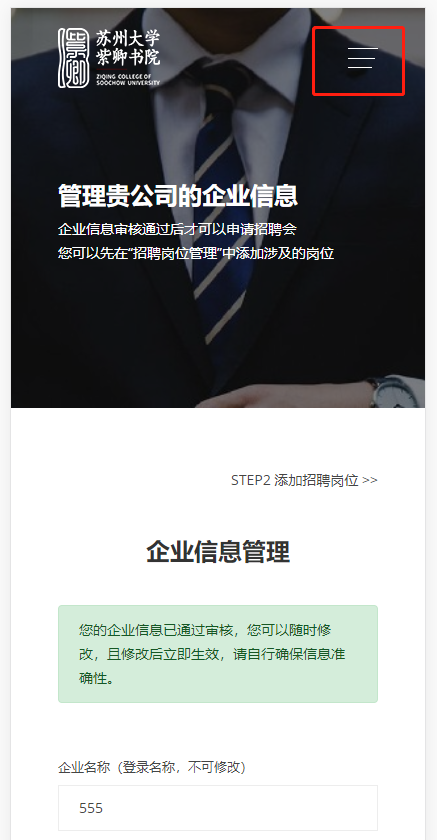 苏州大学
紫卿书院
ZIQING COLLEGE OF
SOOCHOW UNIVERSITY
管理贵公司的企业信息
企业信息审核通过后才可以申请招聘会
您可以先在“招聘岗位管理”中添加涉及的岗位
STEP2 添加招聘岗位 >>
企业信息管理
您的企业信息已通过审核，您可以随时修
改，且修改后立即生效，请自行确保信息准
确性。
企业名称（登录名称，不可修改）
555